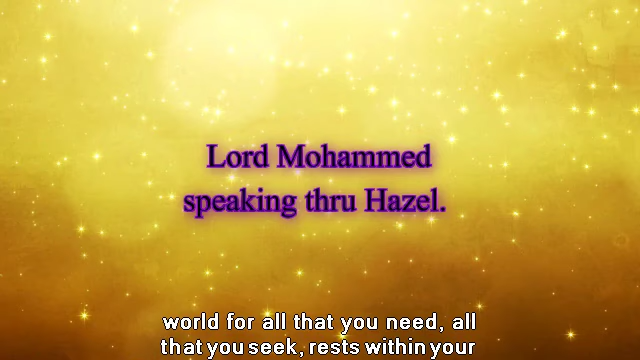 Lord Mohammed
speaking thru Hazel.
world for all that you need, all
that you seek, rests within your